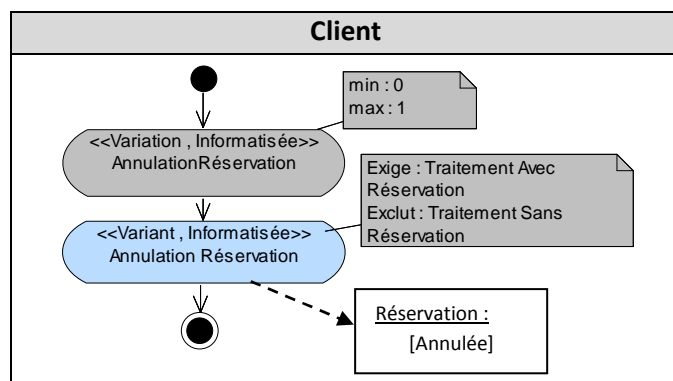 Client
min : 0
max : 1
<<Variation , Informatisée>>
AnnulationRéservation
Exige : Traitement Avec
Réservation
Exclut : Traitement Sans
Réservation
<<Variant , Informatisée>>
Annulation Réservation
Réservation :
[Annulée]